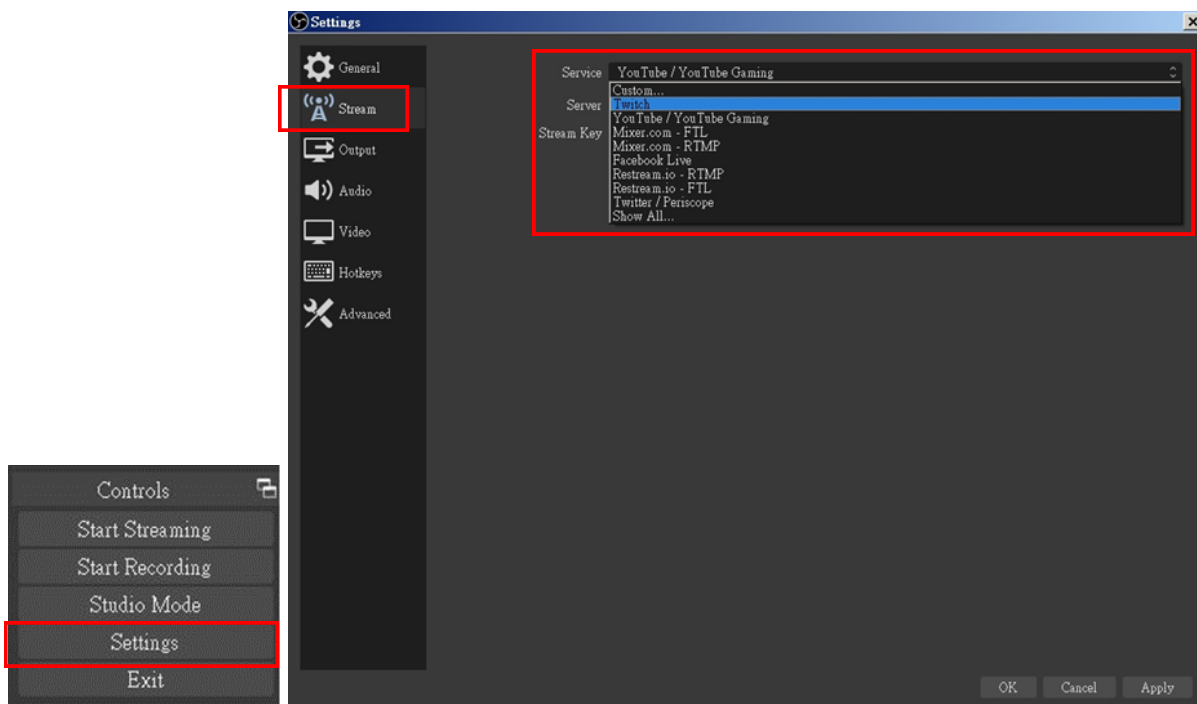 Settings
General
Stream
Output
Audio
Video
Hotkeys
Advanced
Service YouTube / YouTube Gaming
Server
Stream Key
Custom...
Twitch
YouTube / YouTube Gaming
Mixer.com - FTL
Mixer.com - RTMP
Facebook Live
Restream.io - RTMP
Restream.io - FTL
Twitter / Periscope
Show All...
OK Cancel Apply
Controls
Start Streaming
Start Recording
Studio Mode
Settings
Exit